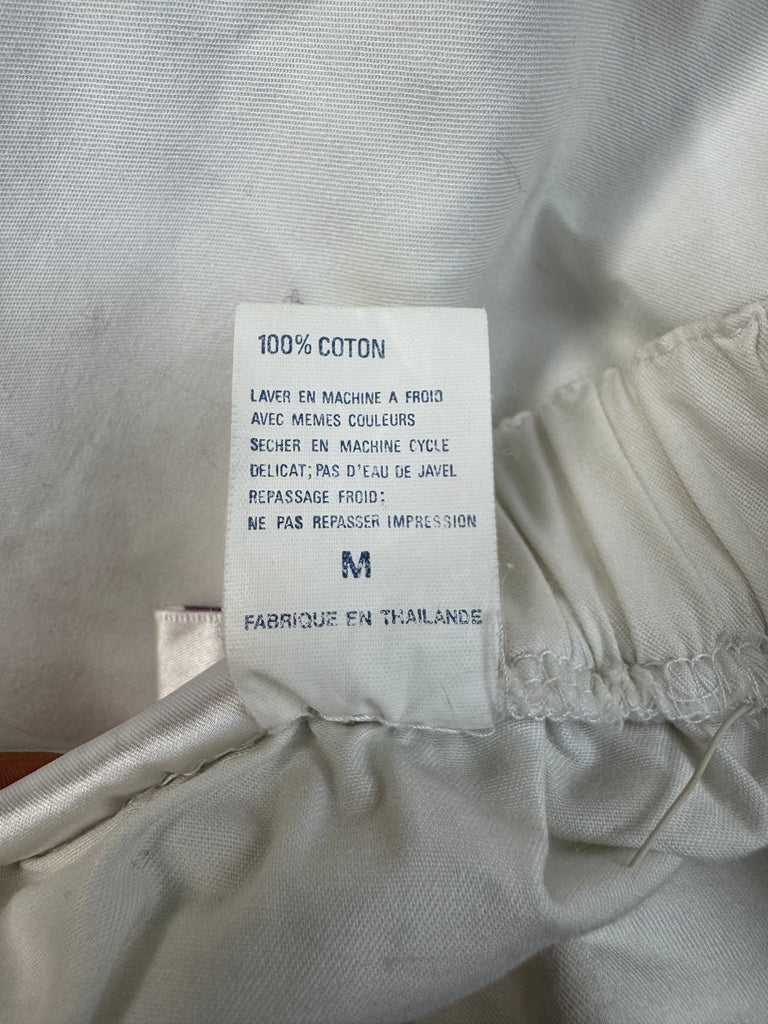 100% COTON
LAVER EN MACHINE A FROID
AVEC MEMES COULEURS
SECHER EN MACHINE CYCLE
DELICAT; PAS D'EAU DE JAVEL
REPASSAGE FROID:
NE PAS REPASSER IMPRESSION
M
FABRIQUE EN THAILANDE